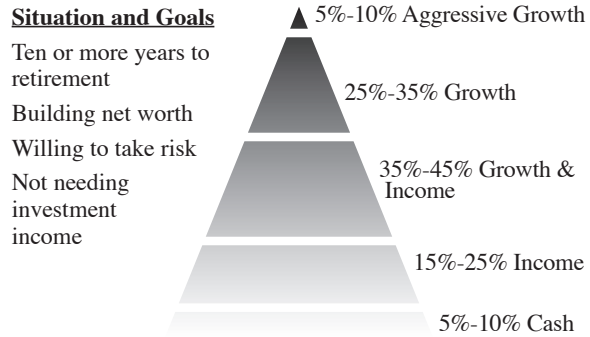 Situation and Goals
Ten or more years to
retirement
Building net worth
Willing to take risk
Not needing
investment
income
5%-10% Aggressive Growth
25%-35% Growth
35%-45% Growth &
Income
15%-25% Income
5%-10% Cash